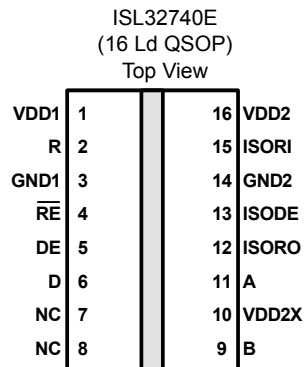 ISL32740E
(16 Ld QSOP)
Top View
VDD1 1 16 VDD2
R 2 15 ISORI
GND1 3 14 GND2
RE 4 13 ISODE
DE 5 12 ISORO
D 6 11 A
NC 7 10 VDD2X
NC 8 9 B